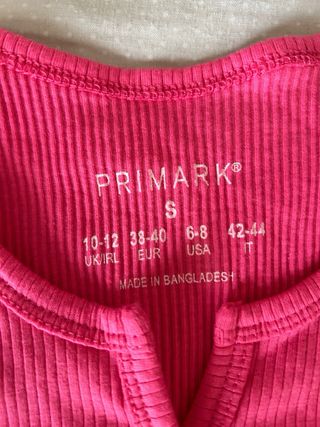 PRIMARK®
S
10-12 38-40 6-8 42-44
UK/IRL EUR USA IT
MADE IN BANGLADESH